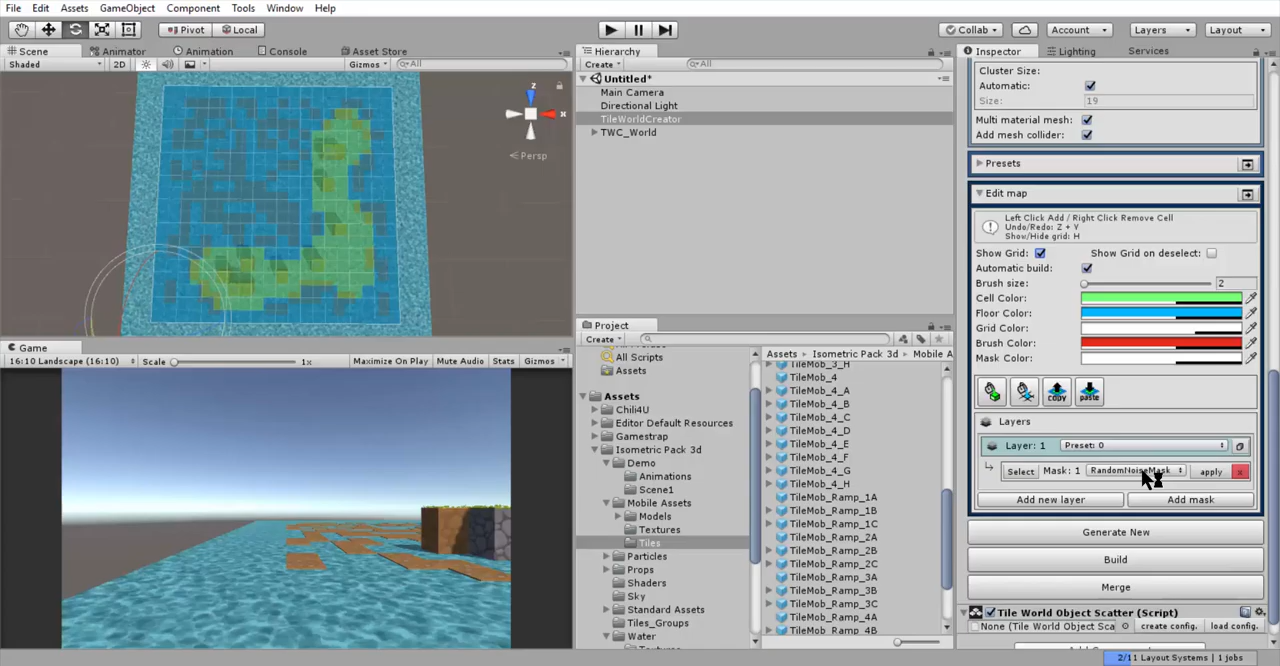 File Edit Assets GameObject Component Tools Window Help
Pivot Local Collab Account Layers Layout
Scene Animator Animation Console Asset Store
Shaded 2D Gizmos All
z
x
Persp
Game
16:10 Landscape (16:10) Scale 1x Maximize On Play Mute Audio Stats Gizmos
Hierarchy
Create All
Untitled*
Main Camera
Directional Light
TileWorldCreator
TWC_World
Project
Create
All Scripts
Assets
Assets
Chili4U
Editor Default Resources
Gamestrap
Isometric Pack 3d
Demo
Animations
Scene1
Mobile Assets
Models
Textures
Tiles
Particles
Props
Shaders
Sky
Standard Assets
Tiles_Groups
Water
Assets Isometric Pack 3d Mobile A
TileMob_3_H
TileMob_4
TileMob_4_A
TileMob_4_B
TileMob_4_C
TileMob_4_D
TileMob_4_E
TileMob_4_F
TileMob_4_G
TileMob_4_H
TileMob_Ramp_1A
TileMob_Ramp_1B
TileMob_Ramp_1C
TileMob_Ramp_2A
TileMob_Ramp_2B
TileMob_Ramp_2C
TileMob_Ramp_3A
TileMob_Ramp_3B
TileMob_Ramp_3C
TileMob_Ramp_4A
TileMob_Ramp_4B
Inspector Lighting Services
Cluster Size:
Automatic:
Size: 19
Multi material mesh:
Add mesh collider:
Presets
Edit map
Left Click Add / Right Click Remove Cell
Undo/Redo: Z + Y
Show/Hide grid: H
Show Grid: Show Grid on deselect:
Automatic build:
Brush size: 2
Cell Color:
Floor Color:
Grid Color:
Brush Color:
Mask Color:
copy paste
Layers
Layer: 1 Preset: 0
Select Mask: 1 RandomNoiseMask apply x
Add new layer Add mask
Generate New
Build
Merge
Tile World Object Scatter (Script)
None (Tile World Object Sca create config. load config.
2/11 Layout Systems | 1 jobs